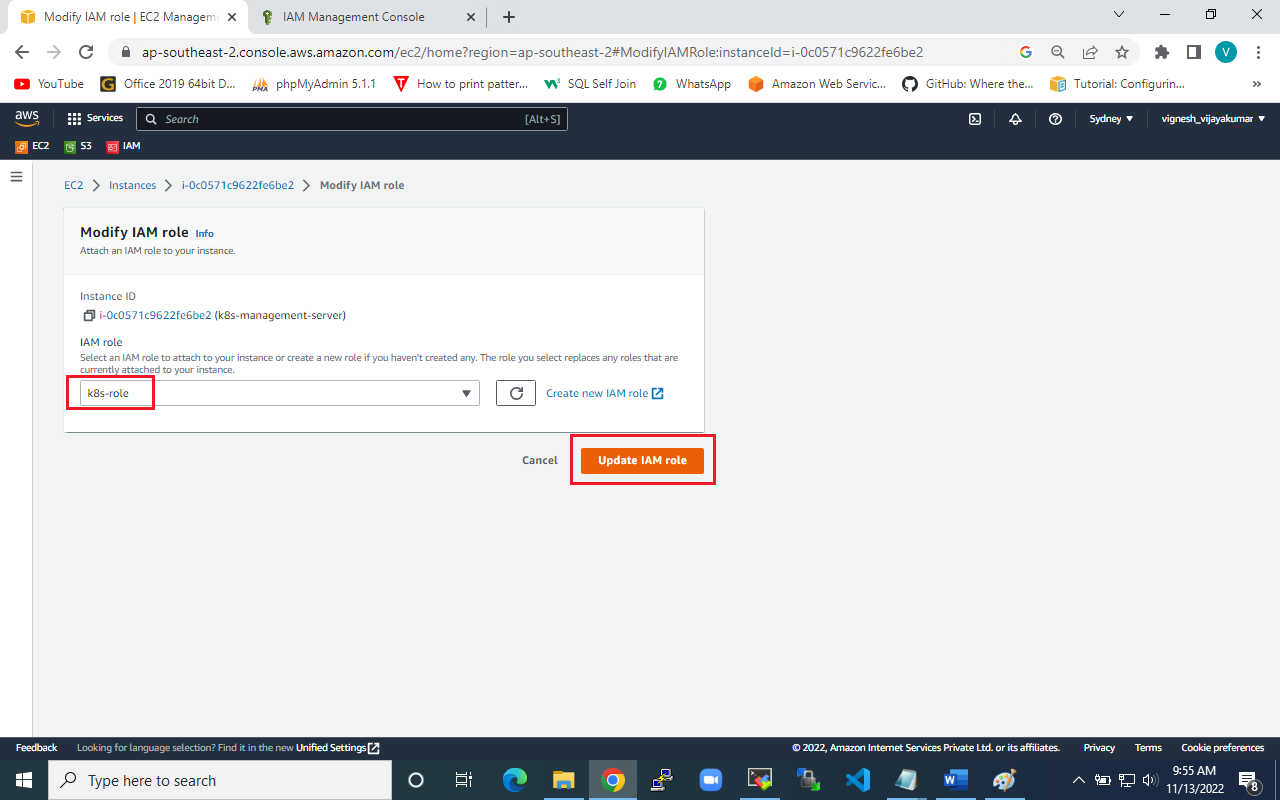 Modify IAM role | EC2 Managem
IAM Management Console
ap-southeast-2.console.aws.amazon.com/ec2/home?region=ap-southeast-2#ModifyIAMRole:instanceId=i-0c0571c9622fe6be2
V
YouTube
Office 2019 64bit D...
phpMyAdmin 5.1.1
How to print patter...
SQL Self Join
WhatsApp
Amazon Web Servic...
GitHub: Where the...
Tutorial: Configurin...
»
aws
Services
Search
[Alt+S]
Sydney
vignesh_vijayakumar
EC2
S3
IAM
EC2
Instances
i-0c0571c9622fe6be2
Modify IAM role
Modify IAM role Info
Attach an IAM role to your instance.
Instance ID
i-0c0571c9622fe6be2 (k8s-management-server)
IAM role
Select an IAM role to attach to your instance or create a new role if you haven't created any. The role you select replaces any roles that are
currently attached to your instance.
k8s-role
Create new IAM role
Cancel
Update IAM role
Feedback
Looking for language selection? Find it in the new Unified Settings
© 2022, Amazon Internet Services Private Ltd. or its affiliates.
Privacy
Terms
Cookie preferences
Type here to search
9:55 AM
11/13/2022
8